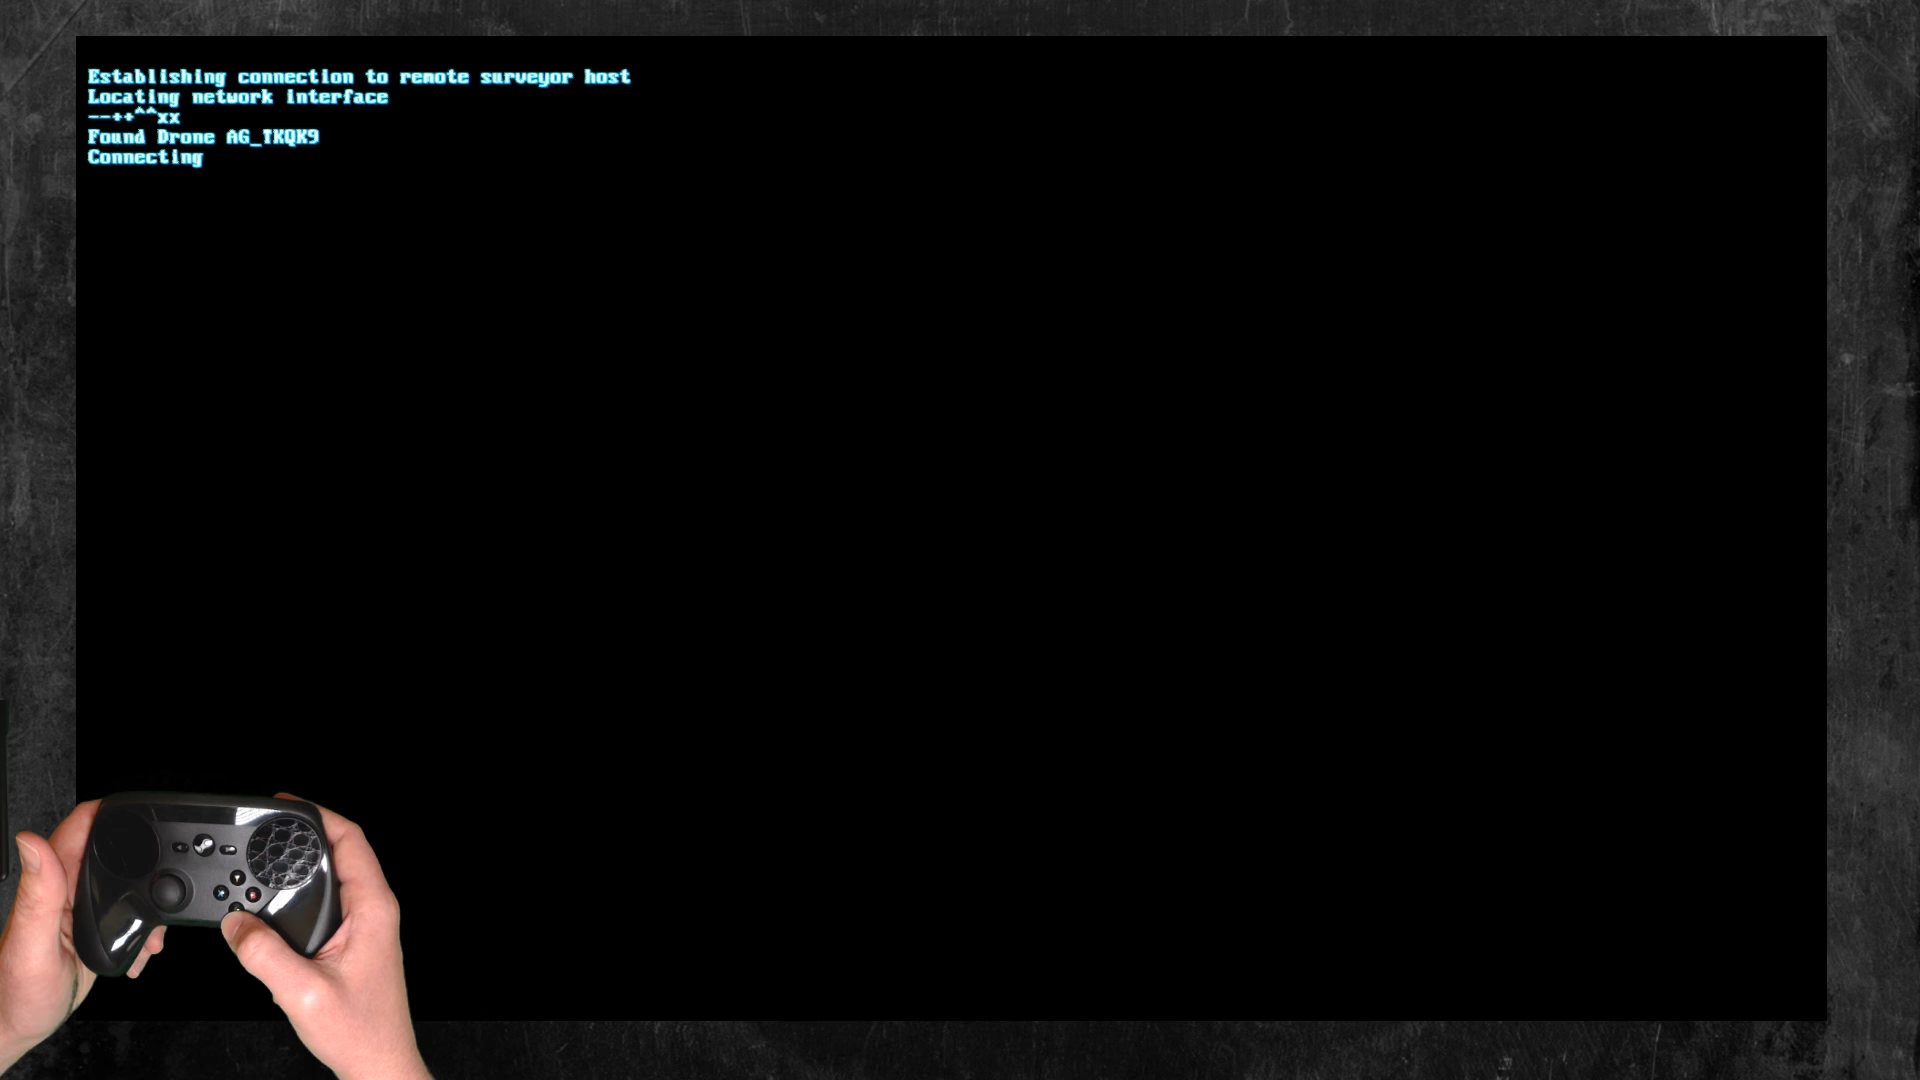 Establishing connection to remote surveyor host
Locating network interface
--++^^xx
Found Drone AG_TKQK9
Connecting